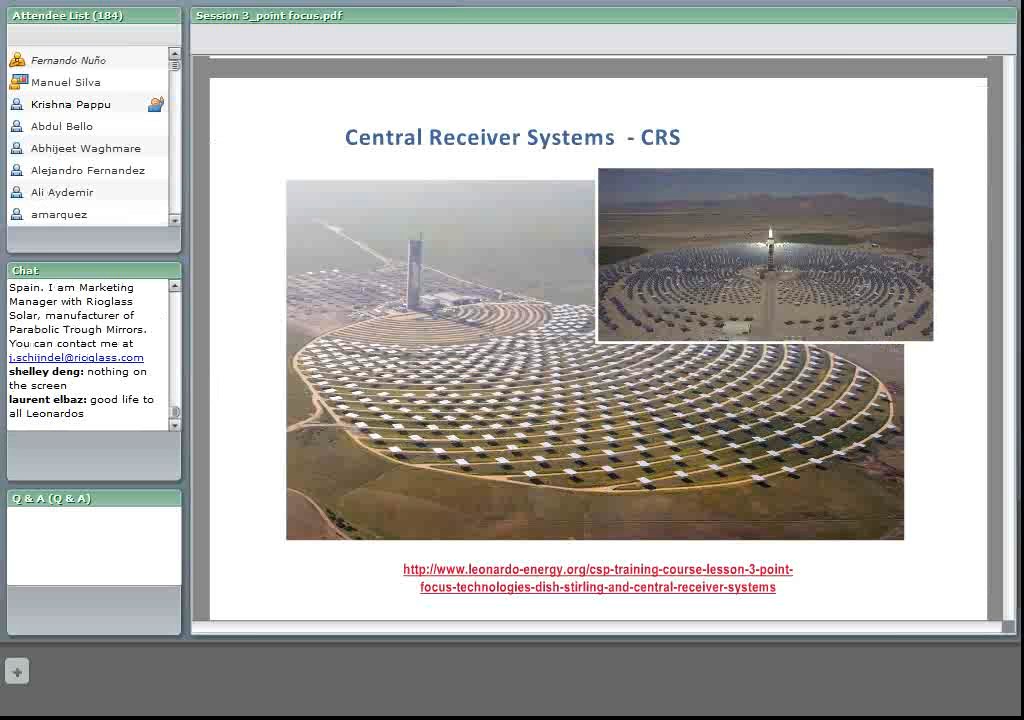 Attendee List (184)
Fernando Nuño
Manuel Silva
Krishna Pappu
Abdul Bello
Abhijeet Waghmare
Alejandro Fernandez
Ali Aydemir
amarquez
Chat
Spain. I am Marketing
Manager with Rioglass
Solar, manufacturer of
Parabolic Trough Mirrors.
You can contact me at
j.schijndel@rioglass.com
shelley deng: nothing on
the screen
laurent elbaz: good life to
all Leonardos
Q & A (Q & A)
Session 3_point focus.pdf
Central Receiver Systems - CRS
http://www.leonardo-energy.org/csp-training-course-lesson-3-point-
focus-technologies-dish-stirling-and-central-receiver-systems